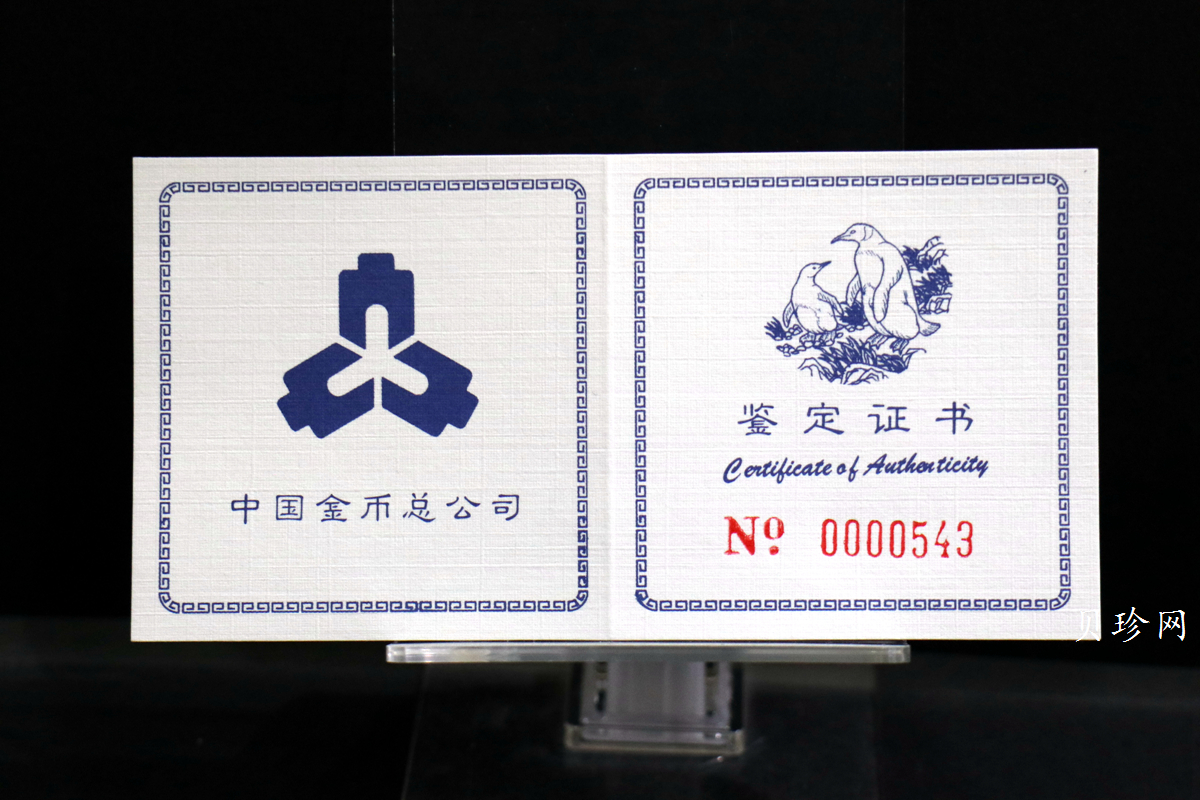 中国金币总公司
鉴定证书
Certificate of Authenticity
Nº 0000543
贝珍网